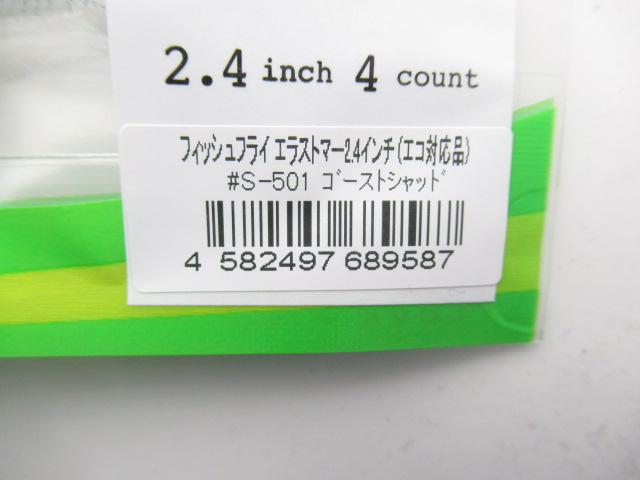 2.4 inch 4 count
フィッシュフライ エラストマー2.4インチ(エコ対応品)
#S-501 ゴーストシャッド
4 582497 689587